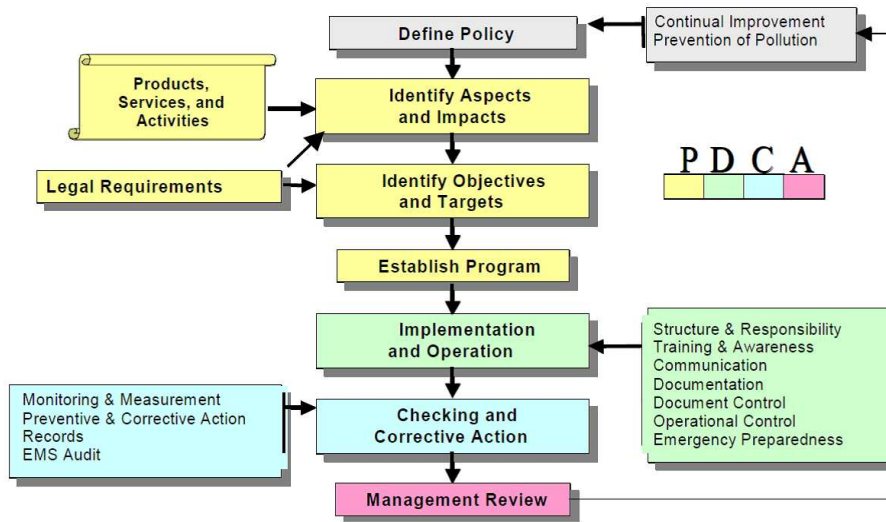 Define Policy
Continual Improvement
Prevention of Pollution
Products,
Services, and
Activities
Identify Aspects
and Impacts
P D C A
Legal Requirements
Identify Objectives
and Targets
Establish Program
Implementation
and Operation
Structure & Responsibility
Training & Awareness
Communication
Documentation
Document Control
Operational Control
Emergency Preparedness
Monitoring & Measurement
Preventive & Corrective Action
Records
EMS Audit
Checking and
Corrective Action
Management Review